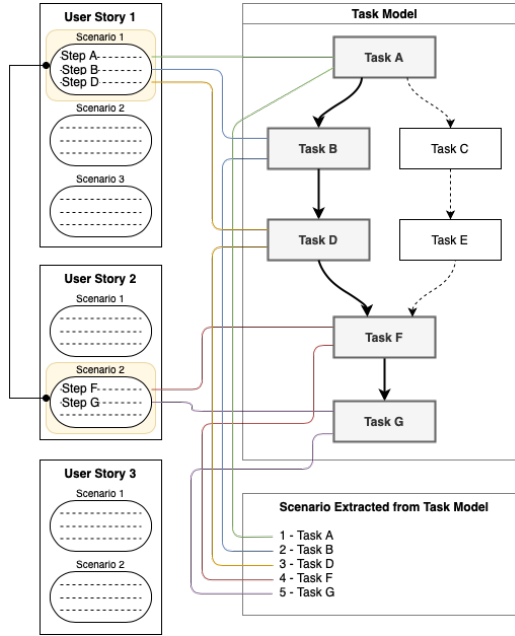 User Story 1
Scenario 1
Step A
Step B
Step D
Scenario 2
Scenario 3
User Story 2
Scenario 1
Scenario 2
Step F
Step G
User Story 3
Scenario 1
Scenario 2
Task Model
Task A
Task B
Task C
Task D
Task E
Task F
Task G
Scenario Extracted from Task Model
1 - Task A
2 - Task B
3 - Task D
4 - Task F
5 - Task G